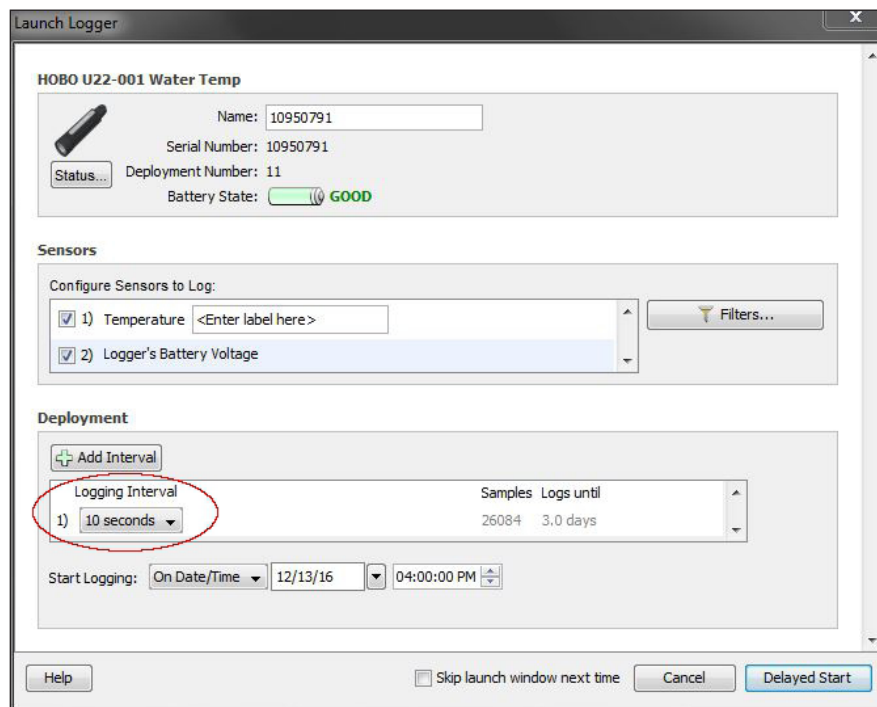 Launch Logger
x
HOBO U22-001 Water Temp
Name: 10950791
Serial Number: 10950791
Status... Deployment Number: 11
Battery State: GOOD
Sensors
Configure Sensors to Log:
1) Temperature <Enter label here> Filters...
2) Logger's Battery Voltage
Deployment
Add Interval
Logging Interval Samples Logs until
1) 10 seconds 26084 3.0 days
Start Logging: On Date/Time 12/13/16 04:00:00 PM
Help Skip launch window next time Cancel Delayed Start